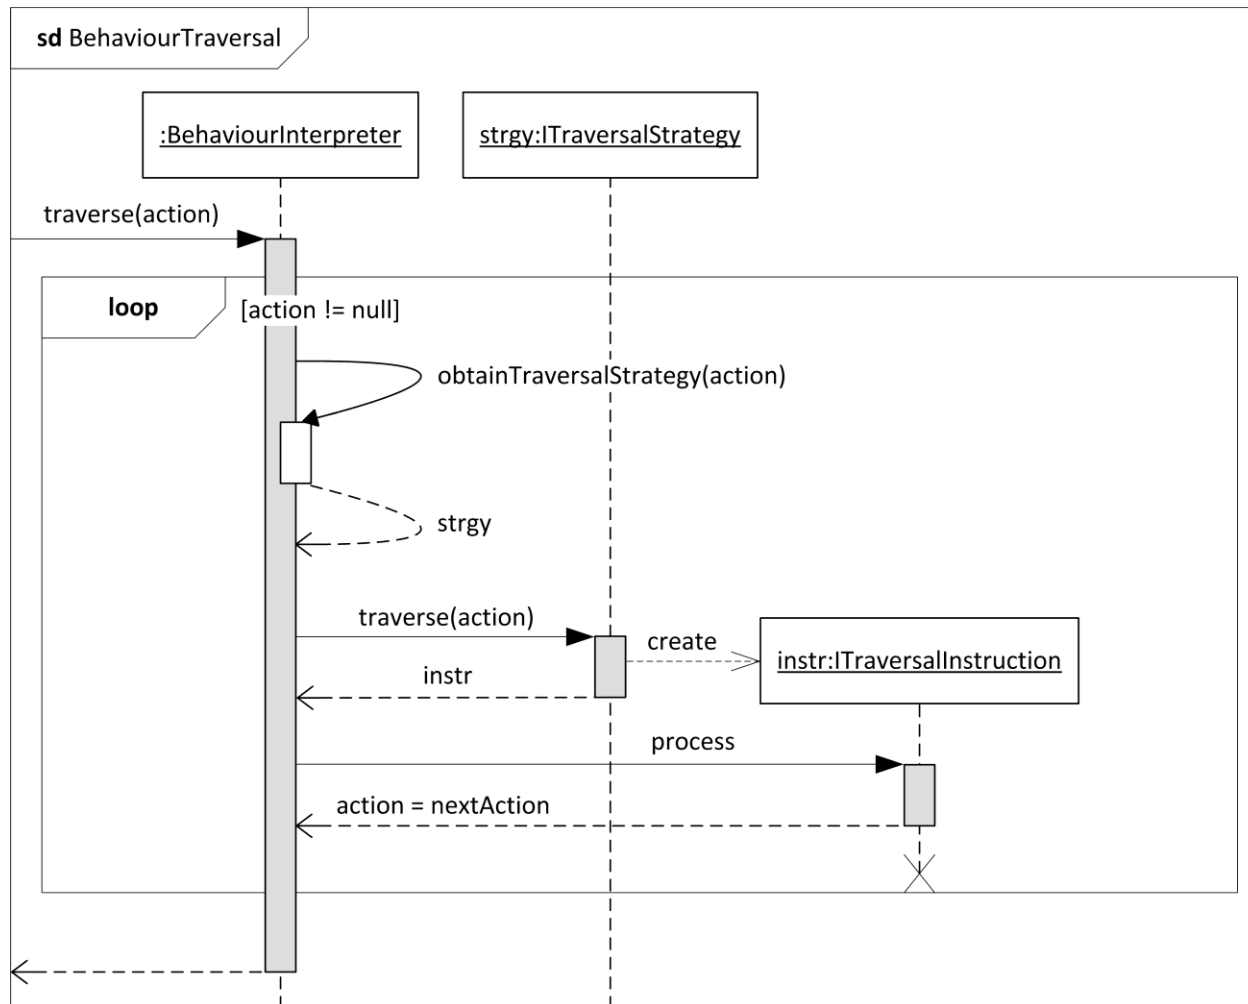 sd BehaviourTraversal
:BehaviourInterpreter
strgy:ITraversalStrategy
traverse(action)
loop
[action != null]
obtainTraversalStrategy(action)
strgy
traverse(action)
create
instr:ITraversalInstruction
instr
process
action = nextAction